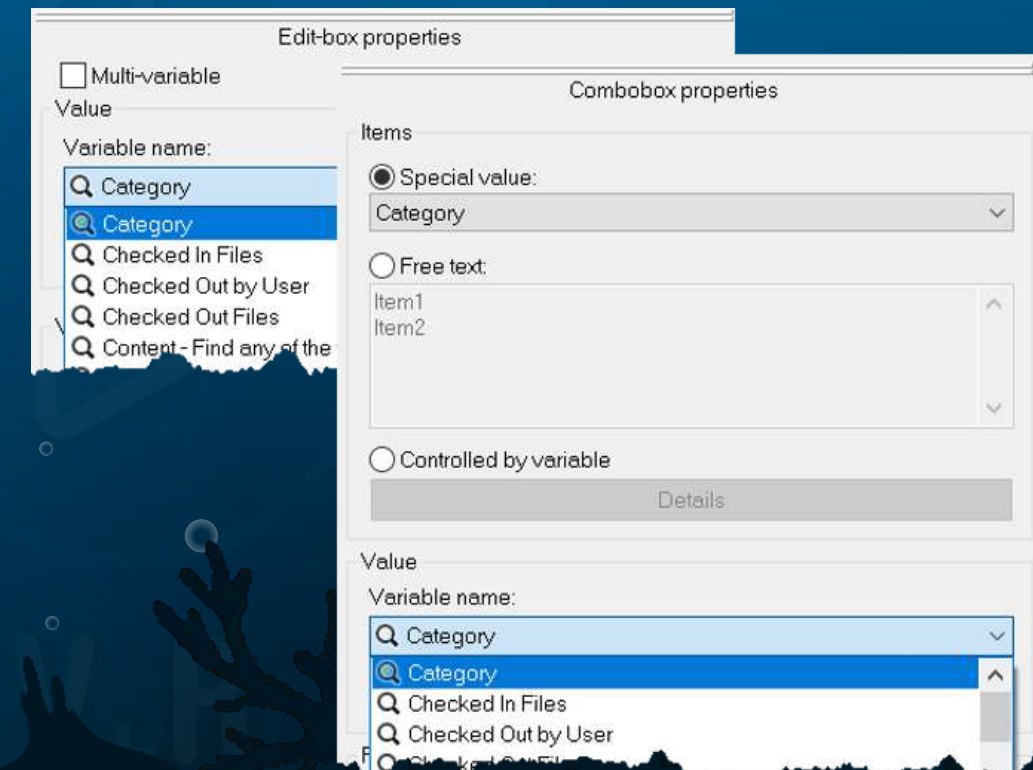 Edit-box properties
Multi-variable
Value
Variable name:
Category
Category
Checked In Files
Checked Out by User
Checked Out Files
Content - Find any of the
Combobox properties
Items
Special value:
Category
Free text:
Item1
Item2
Controlled by variable
Details
Value
Variable name:
Category
Category
Checked In Files
Checked Out by User